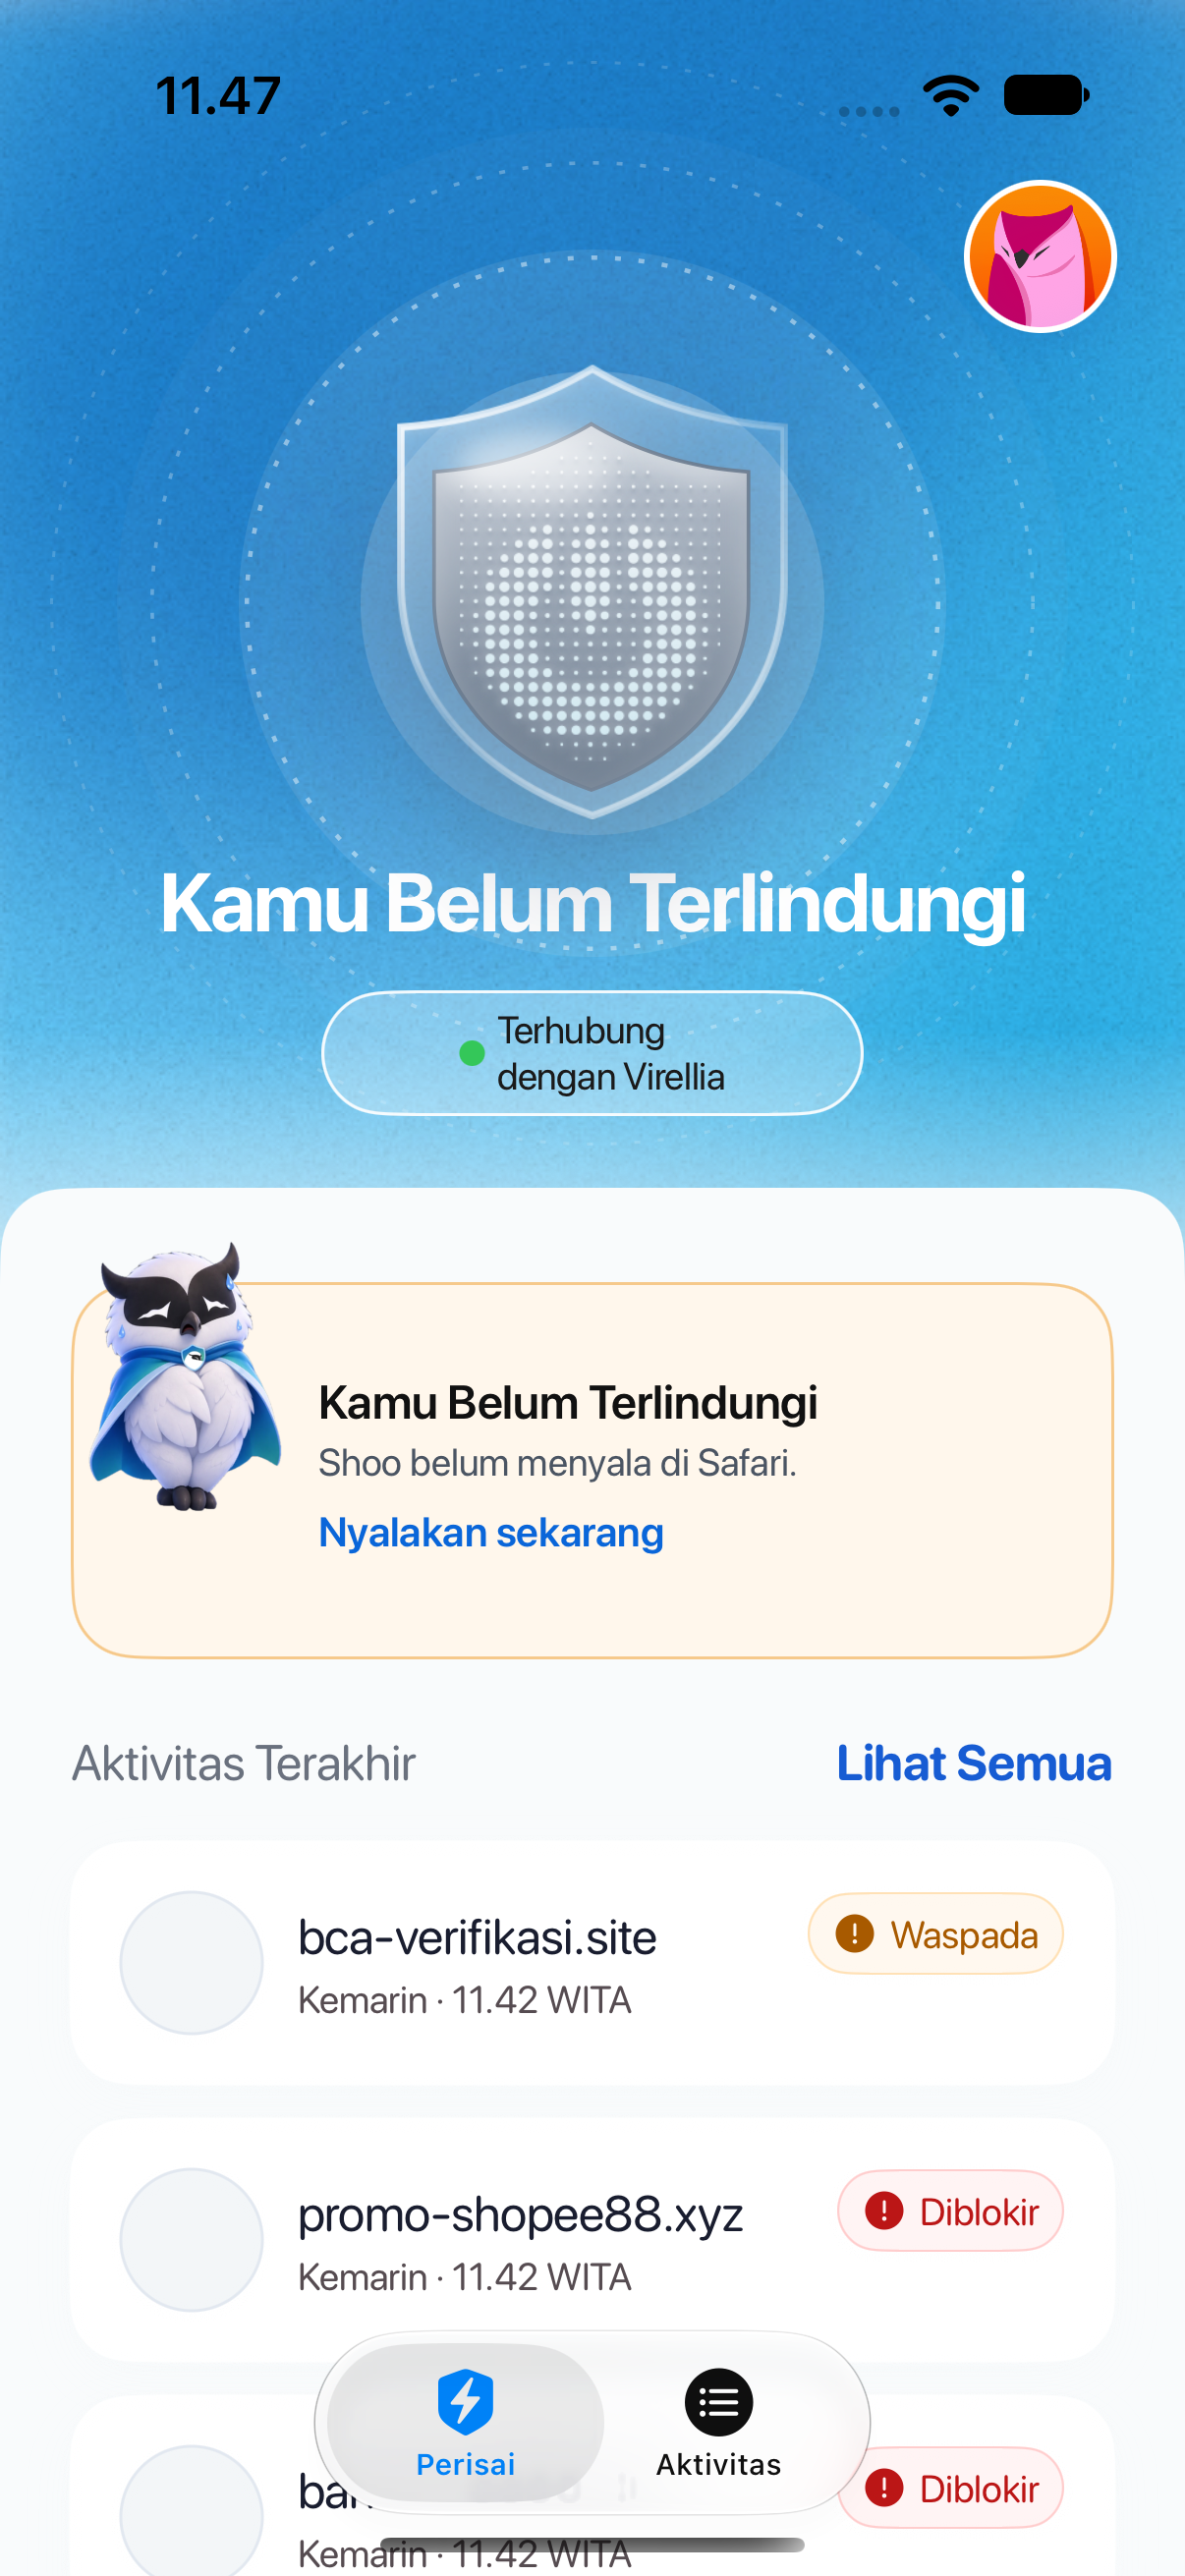 11.47
Kamu Belum Terlindungi
Terhubung
dengan Virellia
Kamu Belum Terlindungi
Shoo belum menyala di Safari.
Nyalakan sekarang
Aktivitas Terakhir
Lihat Semua
bca-verifikasi.site
Waspada
Kemarin · 11.42 WITA
promo-shopee88.xyz
Diblokir
Kemarin · 11.42 WITA
Diblokir
Kemarin · 11.42 WITA
Perisai
Aktivitas